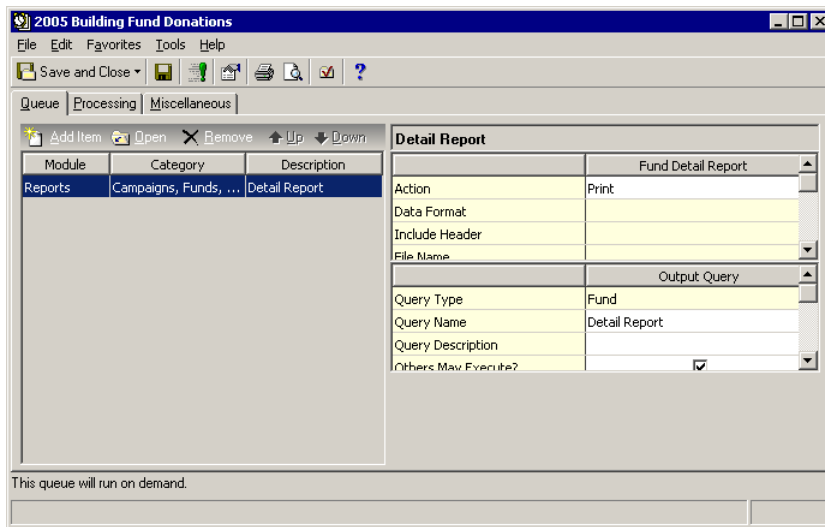 2005 Building Fund Donations
File Edit Favorites Tools Help
Save and Close
Queue Processing Miscellaneous
Add Item Open Remove Up Down
Module Category Description
Reports Campaigns, Funds, ... Detail Report
Detail Report
Fund Detail Report
Action Print
Data Format
Include Header
File Name
Output Query
Query Type Fund
Query Name Detail Report
Query Description
Others May Execute?
This queue will run on demand.